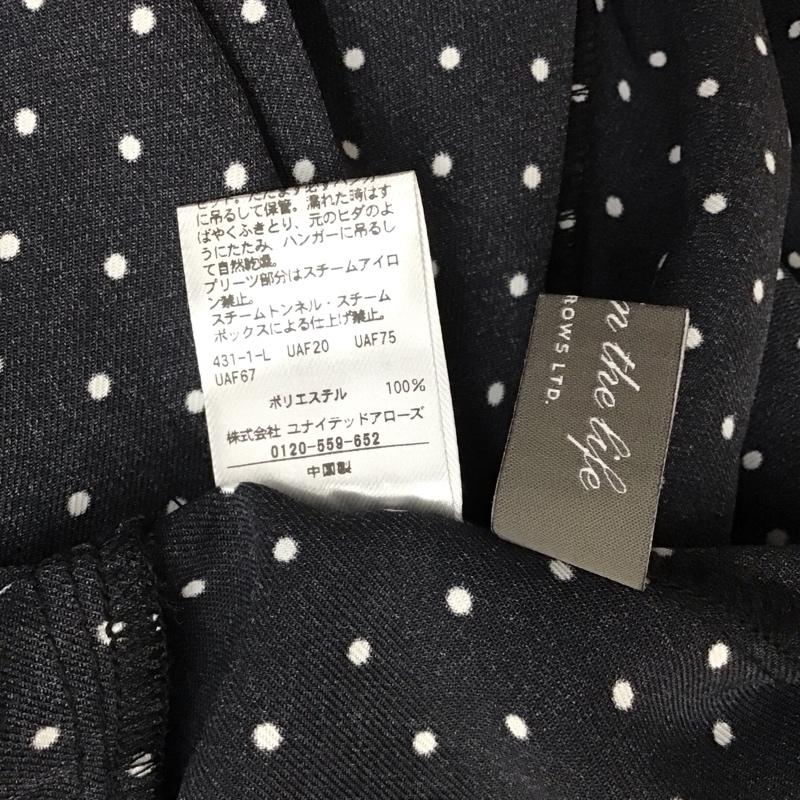 に吊るして保管。濡れた時はす
ばやくふきとり、元のヒダのよ
うにたたみ、ハンガーに吊るし
て自然乾燥。
プリーツ部分はスチームアイロ
ン禁止。
スチームトンネル・スチーム
ボックスによる仕上げ禁止。
431-1-L UAF20 UAF75
UAF67
ポリエステル 100%
株式会社 ユナイテッドアローズ
0120-559-652
中国製
the life
ROWS LTD.